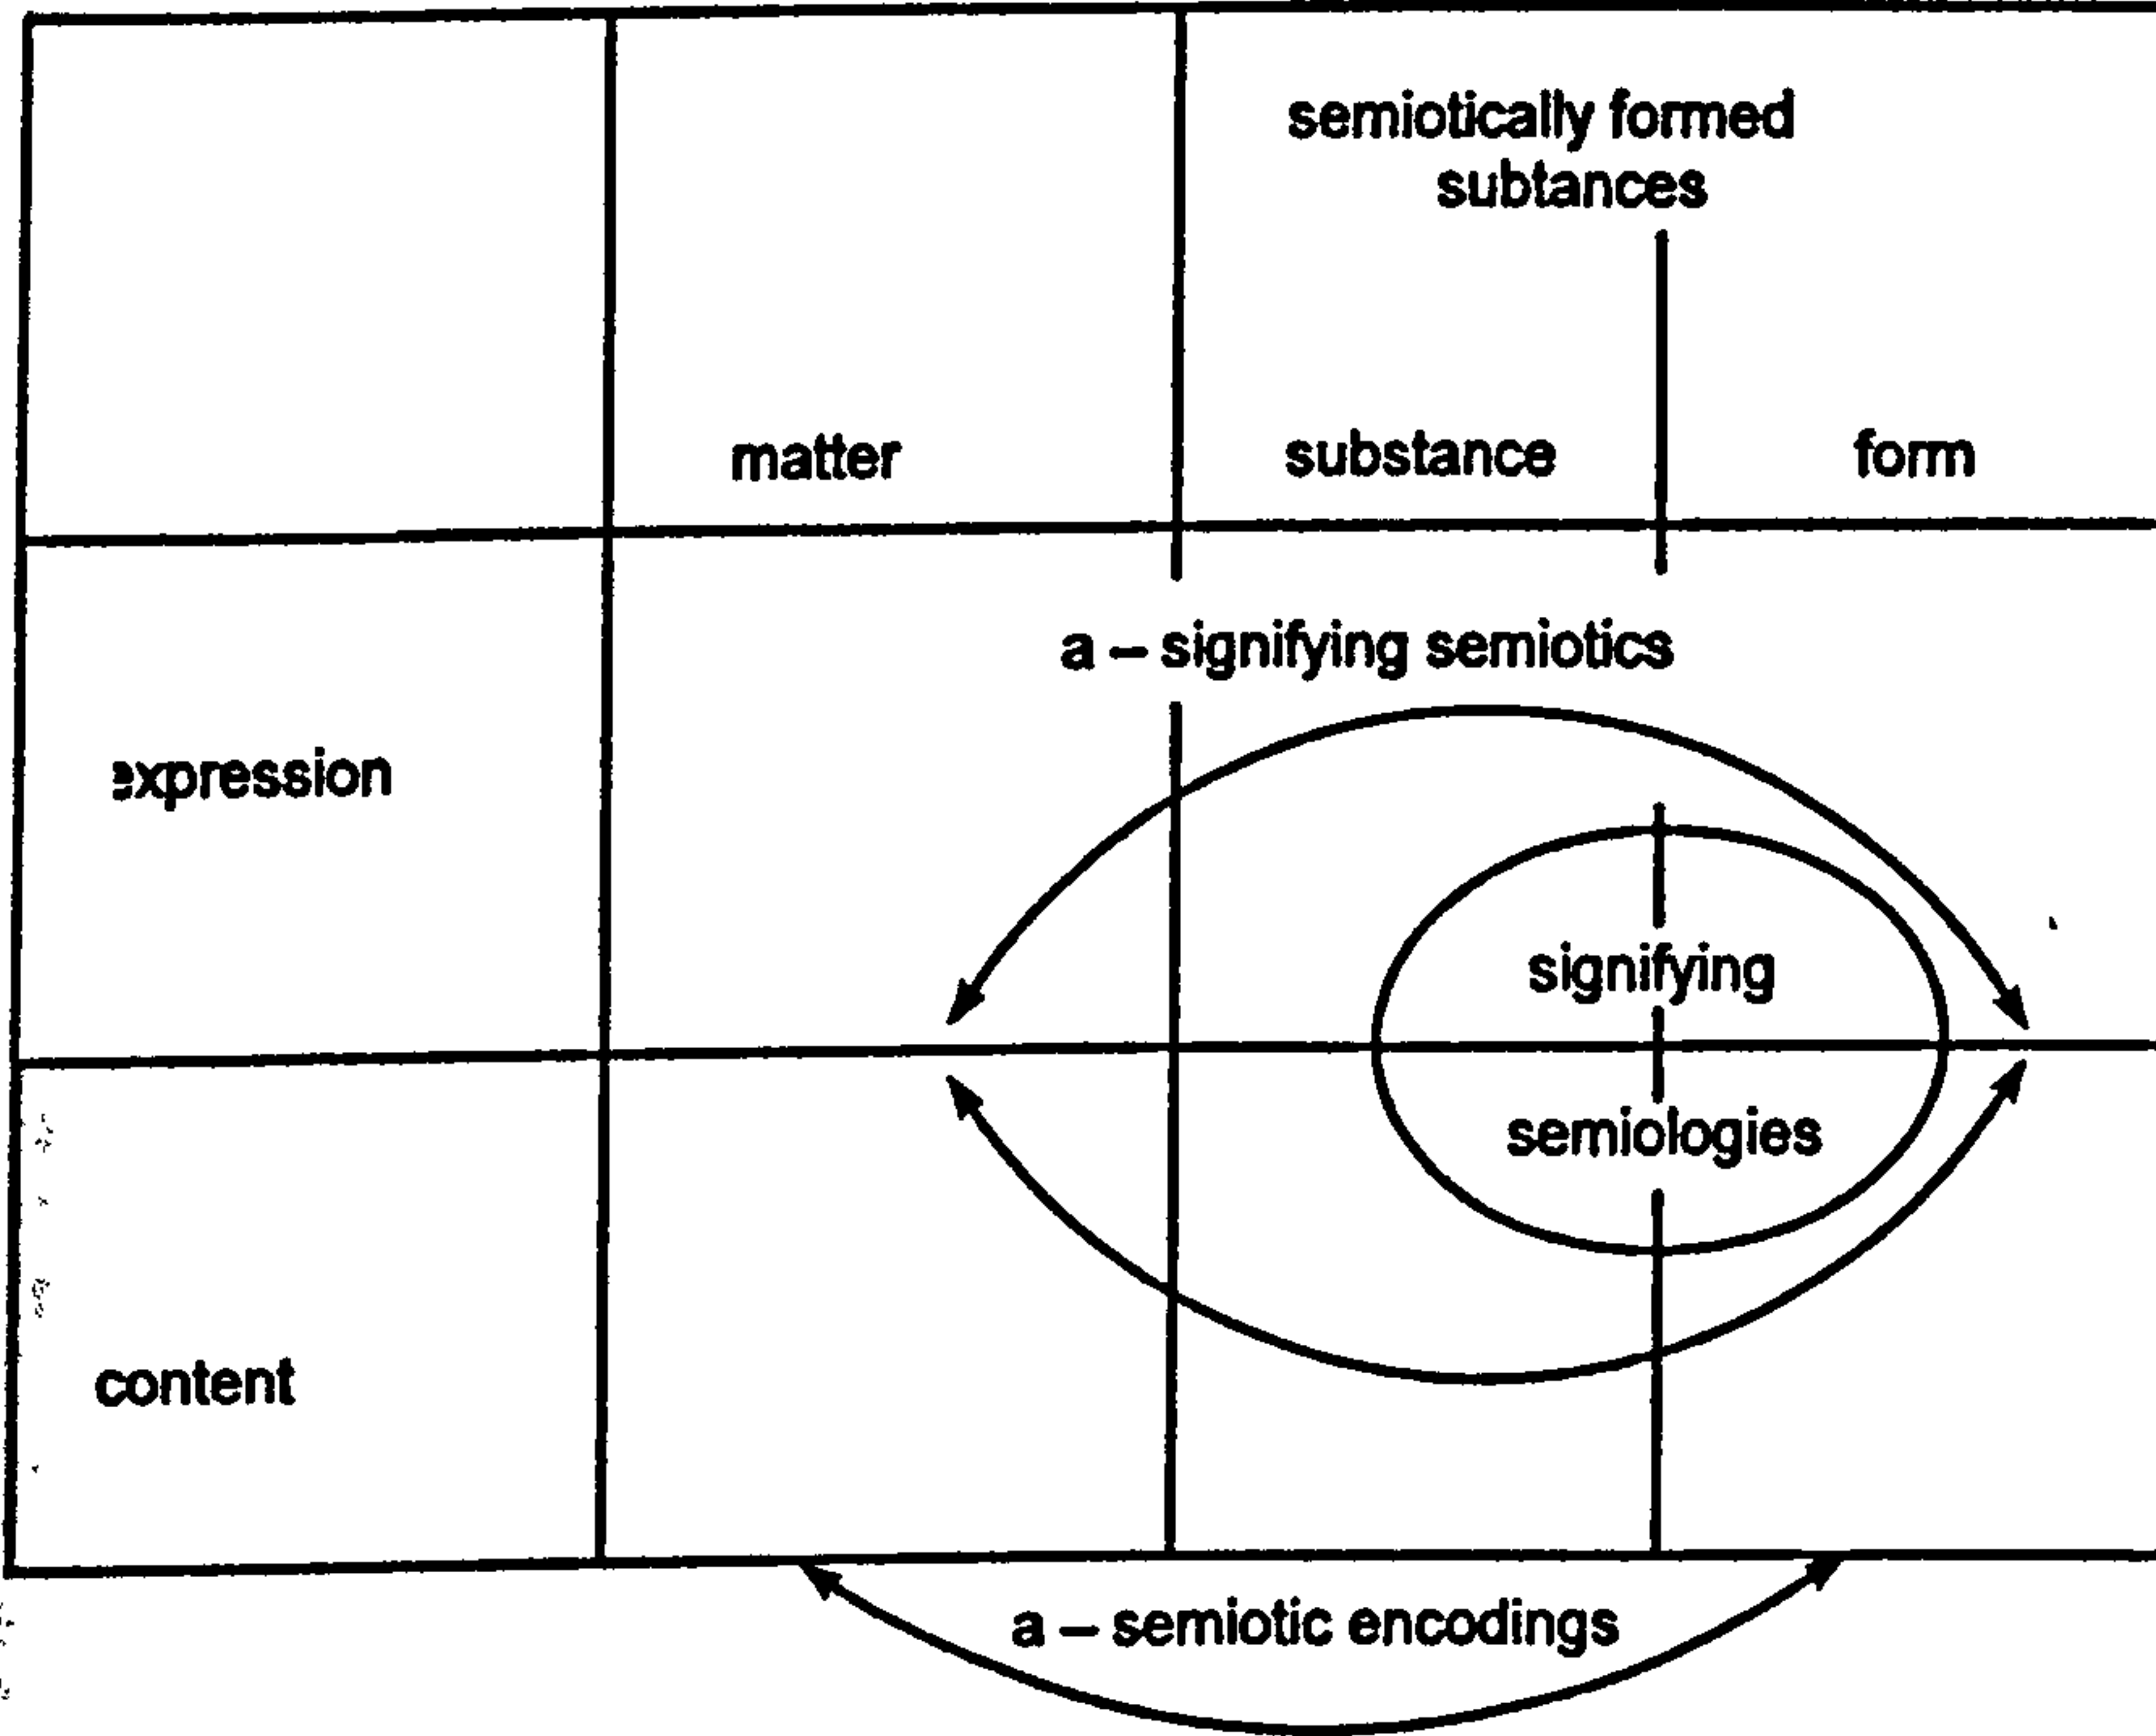 semiotically formed
subtances
matter
substance
form
a – signifying semiotics
expression
signifying
semiologies
content
a – semiotic encodings